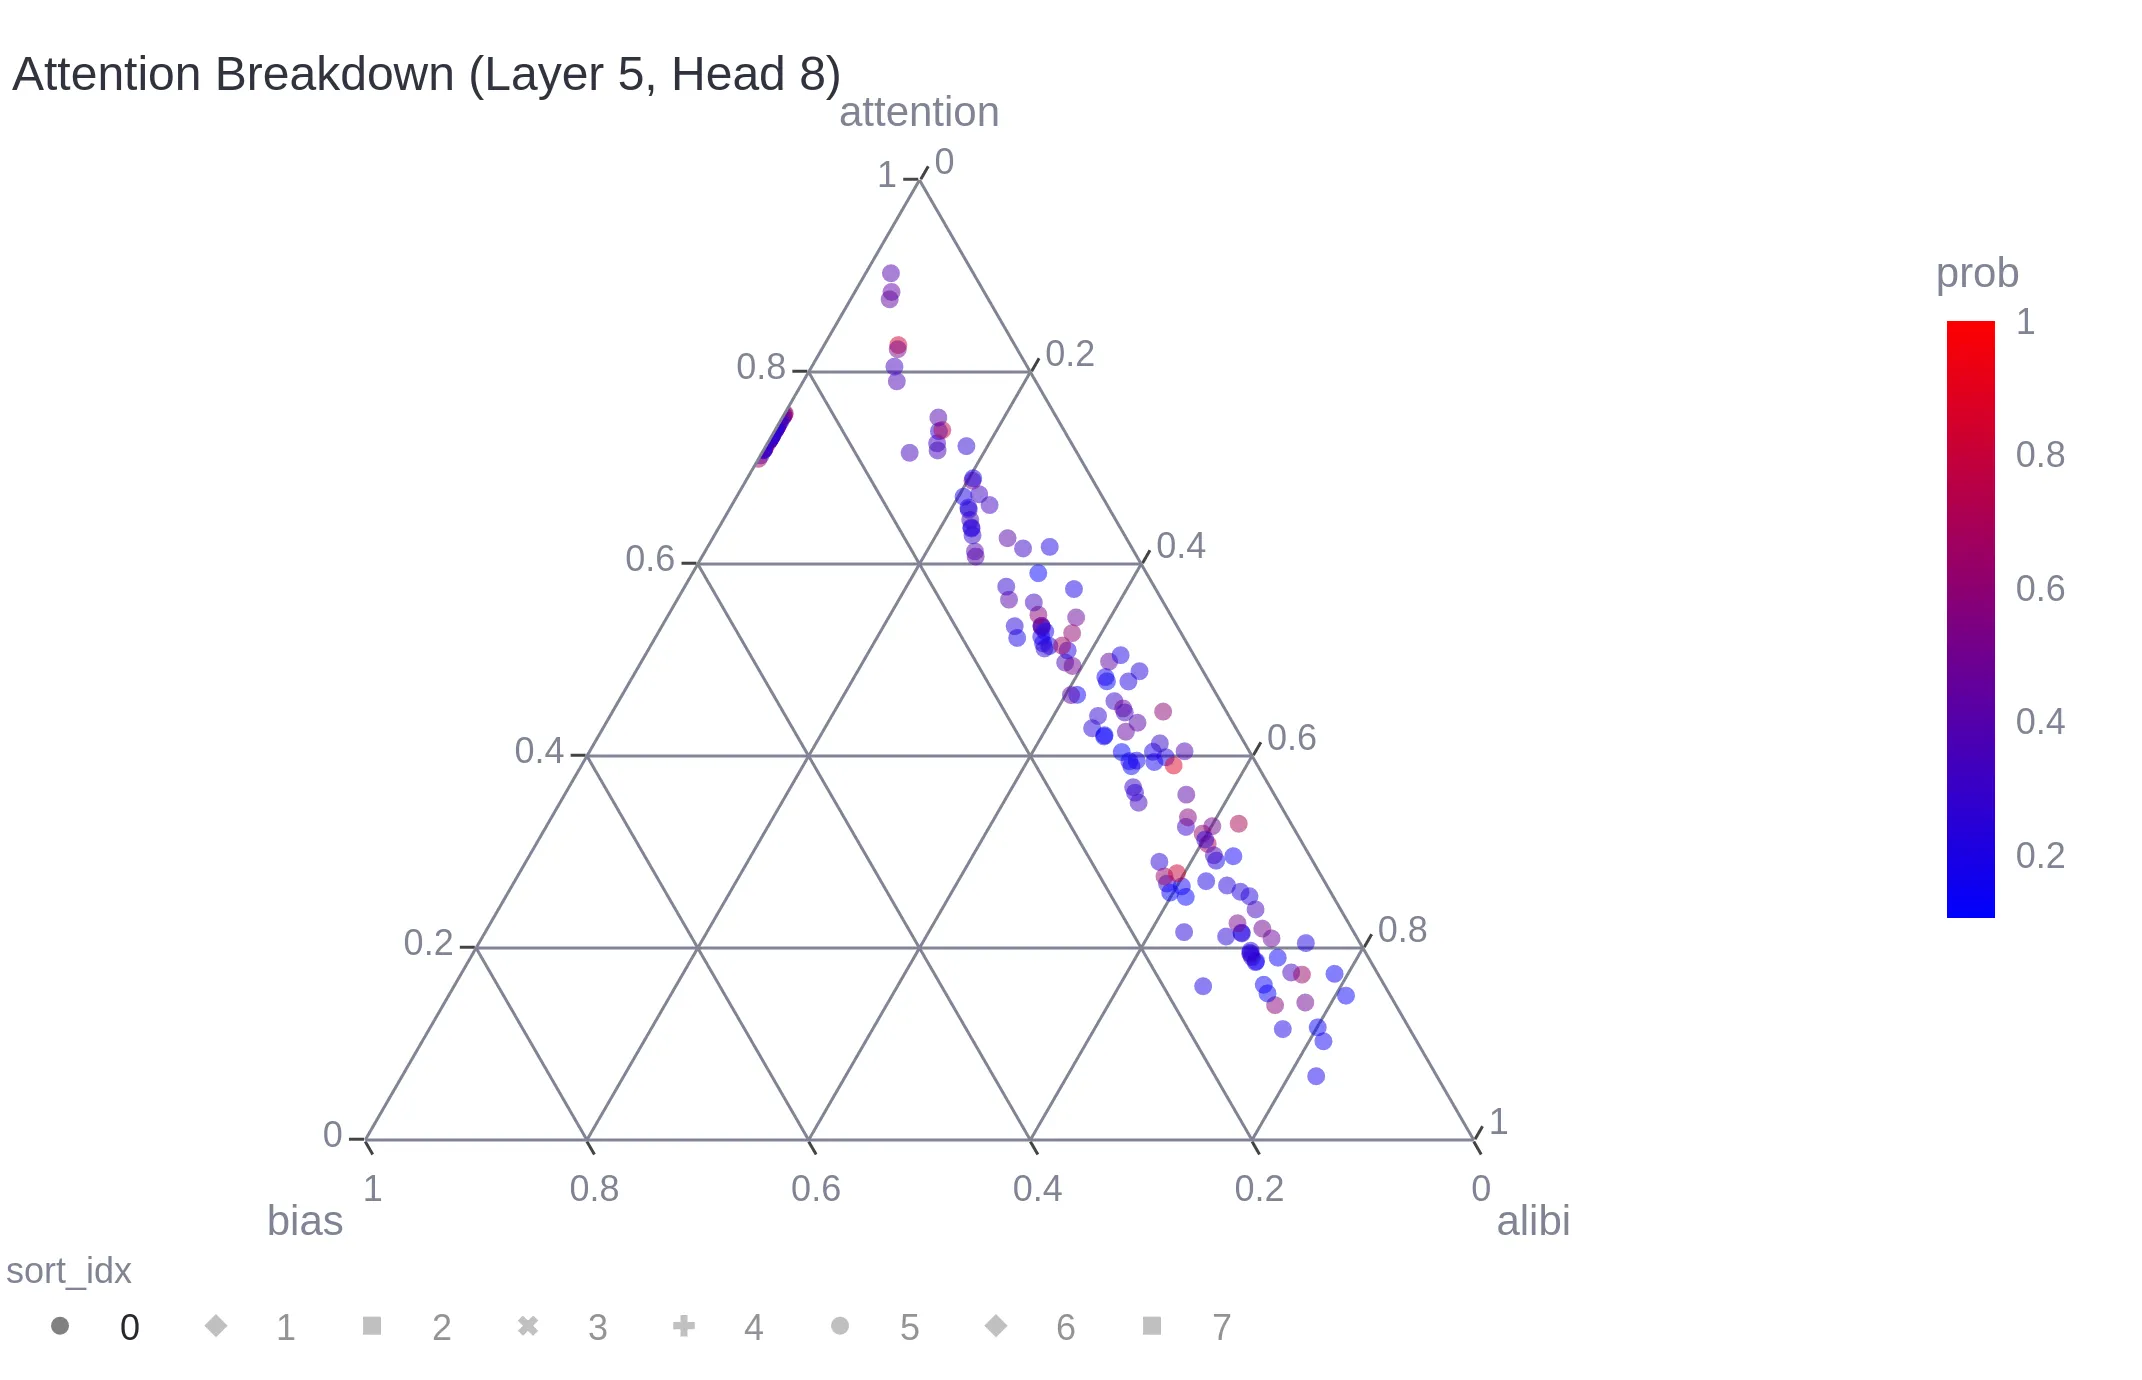 Attention Breakdown (Layer 5, Head 8)
attention
1 0
0.8 0.2
0.6 0.4
0.4 0.6
0.2 0.8
0 1
1 0.8 0.6 0.4 0.2 0
bias alibi
prob
1
0.8
0.6
0.4
0.2
sort_idx
0 1 2 3 4 5 6 7